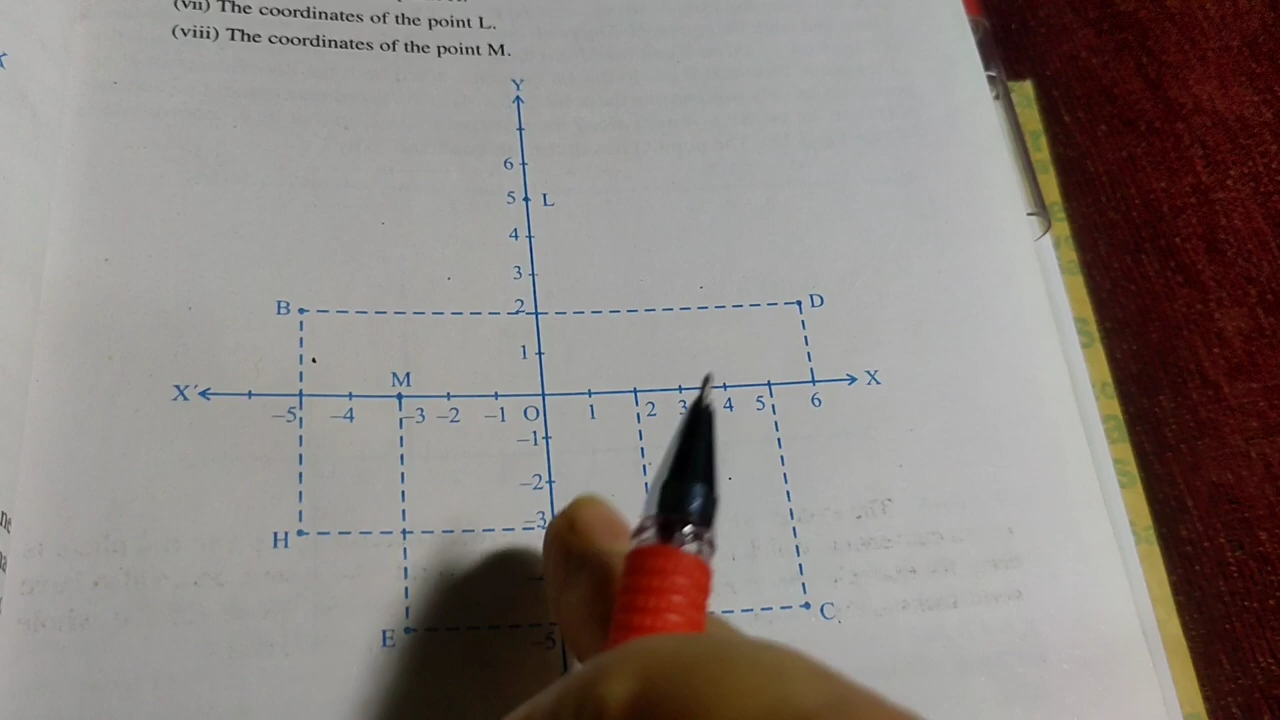 (vii) The coordinates of the point L.
(viii) The coordinates of the point M.
Y
6
5 L
4
3
B 2 D
1
M
X′ X
–5 –4 –3 –2 –1 O 1 2 3 4 5 6
–1
–2
–3
H
C
E –5